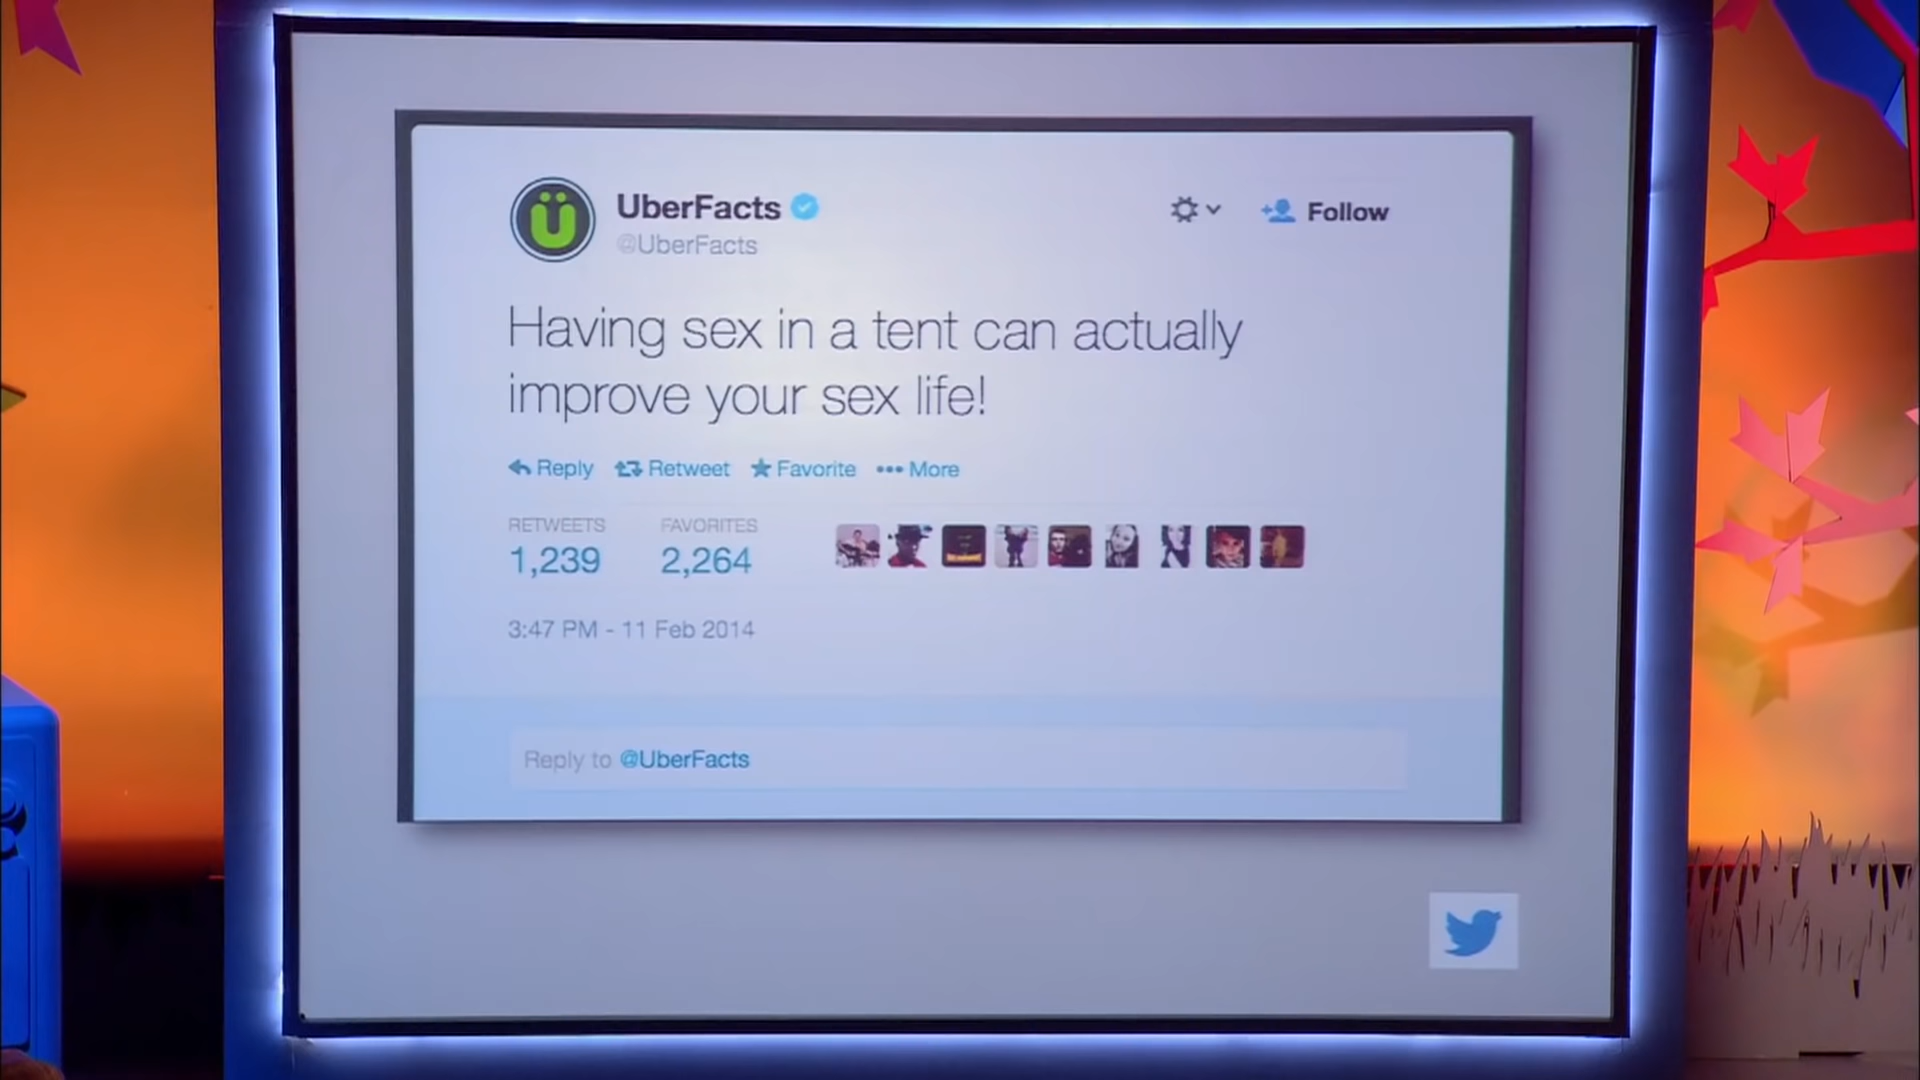 UberFacts
@UberFacts
Follow
Having sex in a tent can actually
improve your sex life!
Reply Retweet Favorite More
RETWEETS FAVORITES
1,239 2,264
3:47 PM - 11 Feb 2014
Reply to @UberFacts